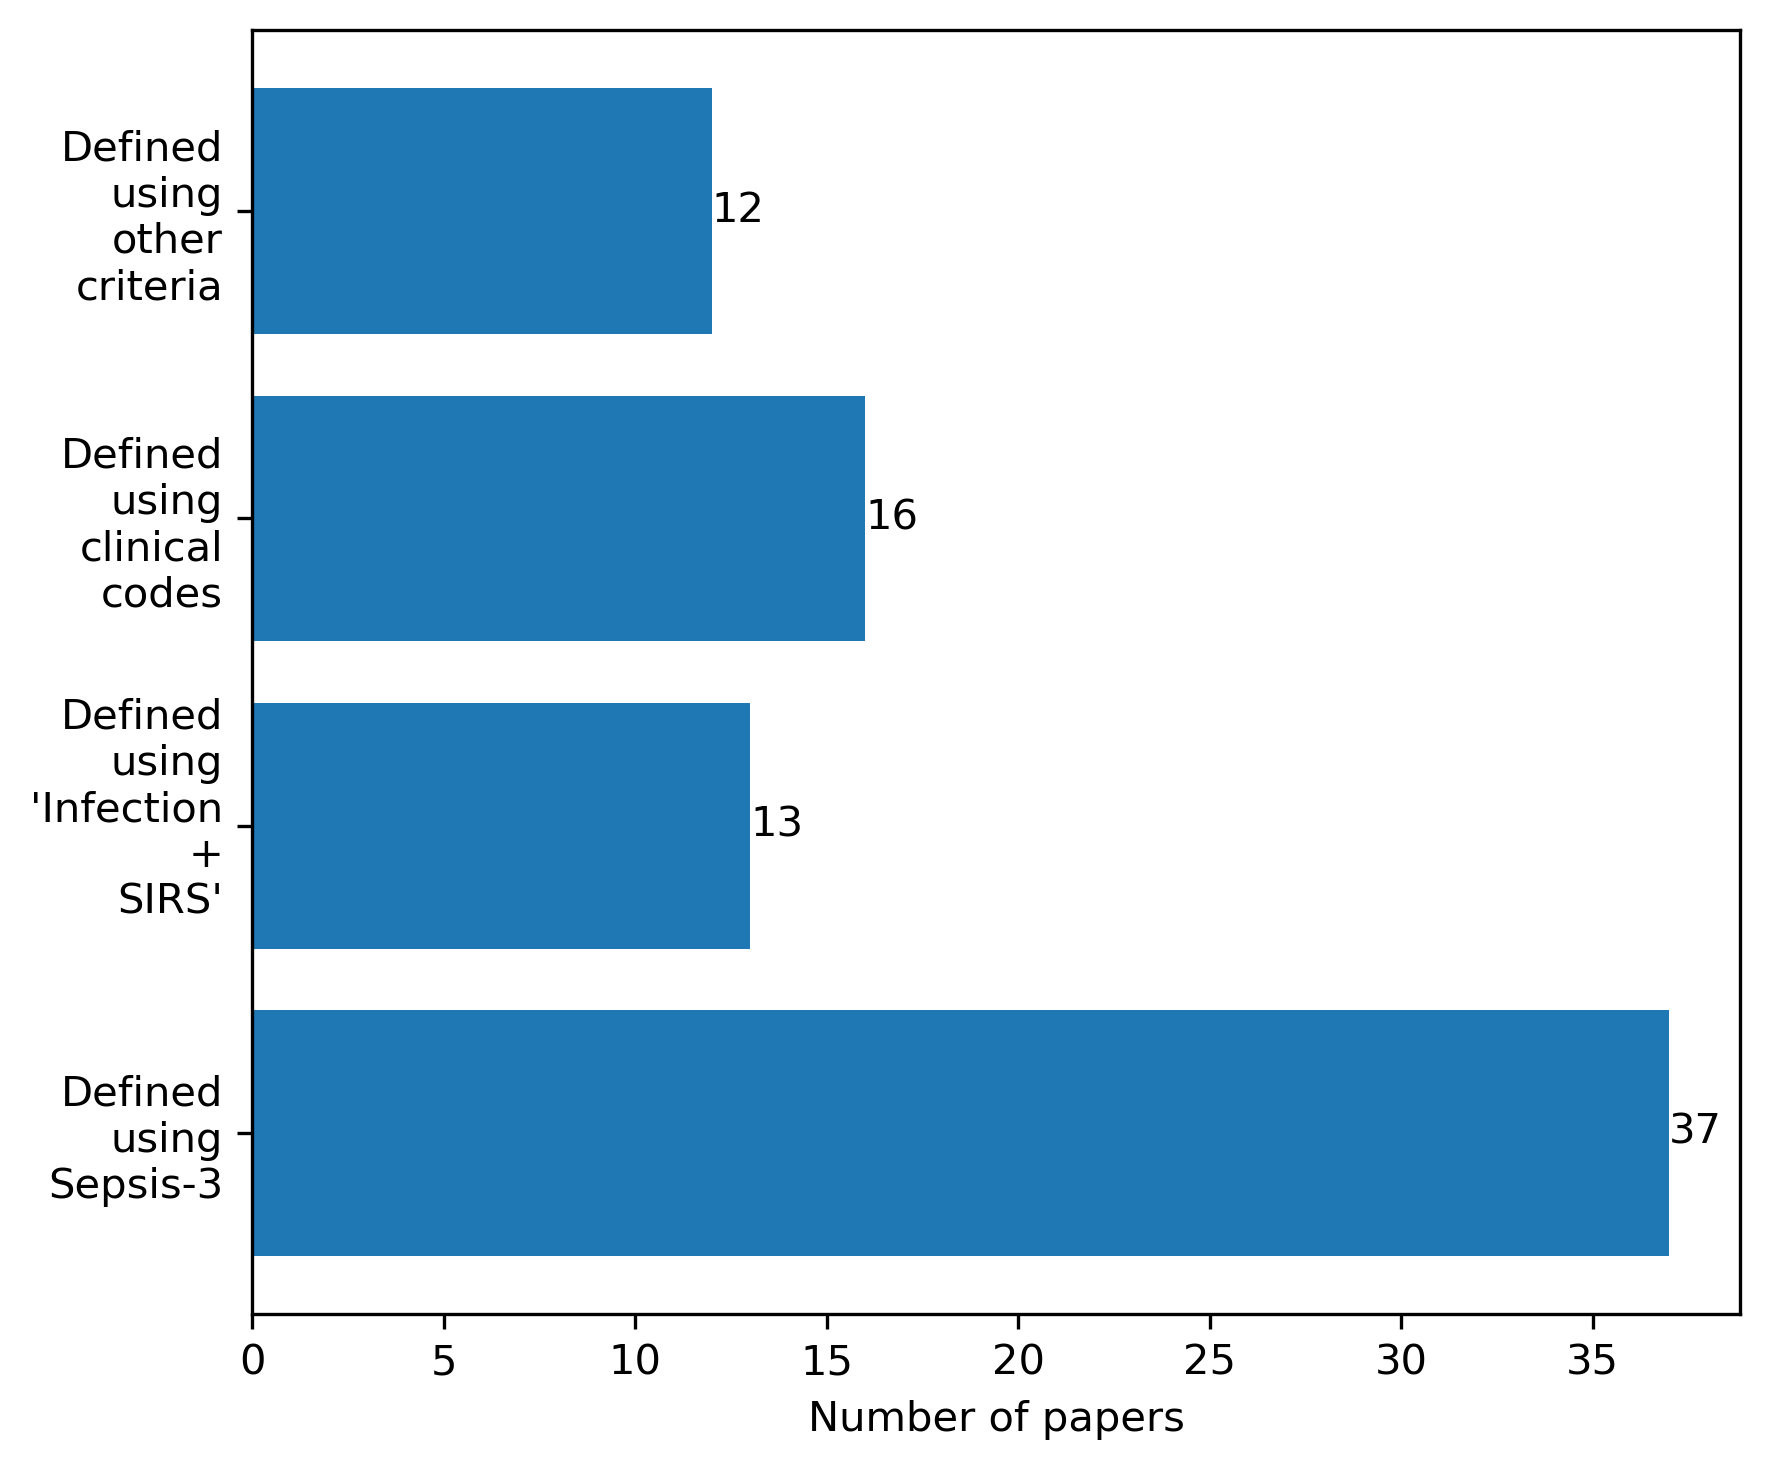 Defined
using
other
criteria
12
Defined
using
clinical
codes
16
Defined
using
'Infection
+
SIRS'
13
Defined
using
Sepsis-3
37
0 5 10 15 20 25 30 35
Number of papers